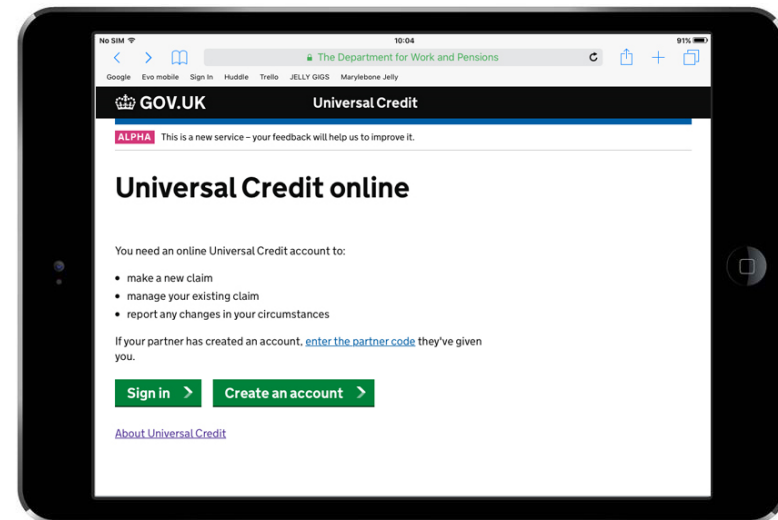 No SIM 10:04 91%
The Department for Work and Pensions
Google Evo mobile Sign In Huddle Trello JELLY GIGS Marylebone Jelly
GOV.UK Universal Credit
ALPHA This is a new service – your feedback will help us to improve it.
Universal Credit online
You need an online Universal Credit account to:
• make a new claim
• manage your existing claim
• report any changes in your circumstances
If your partner has created an account, enter the partner code they've given
you.
Sign in Create an account
About Universal Credit